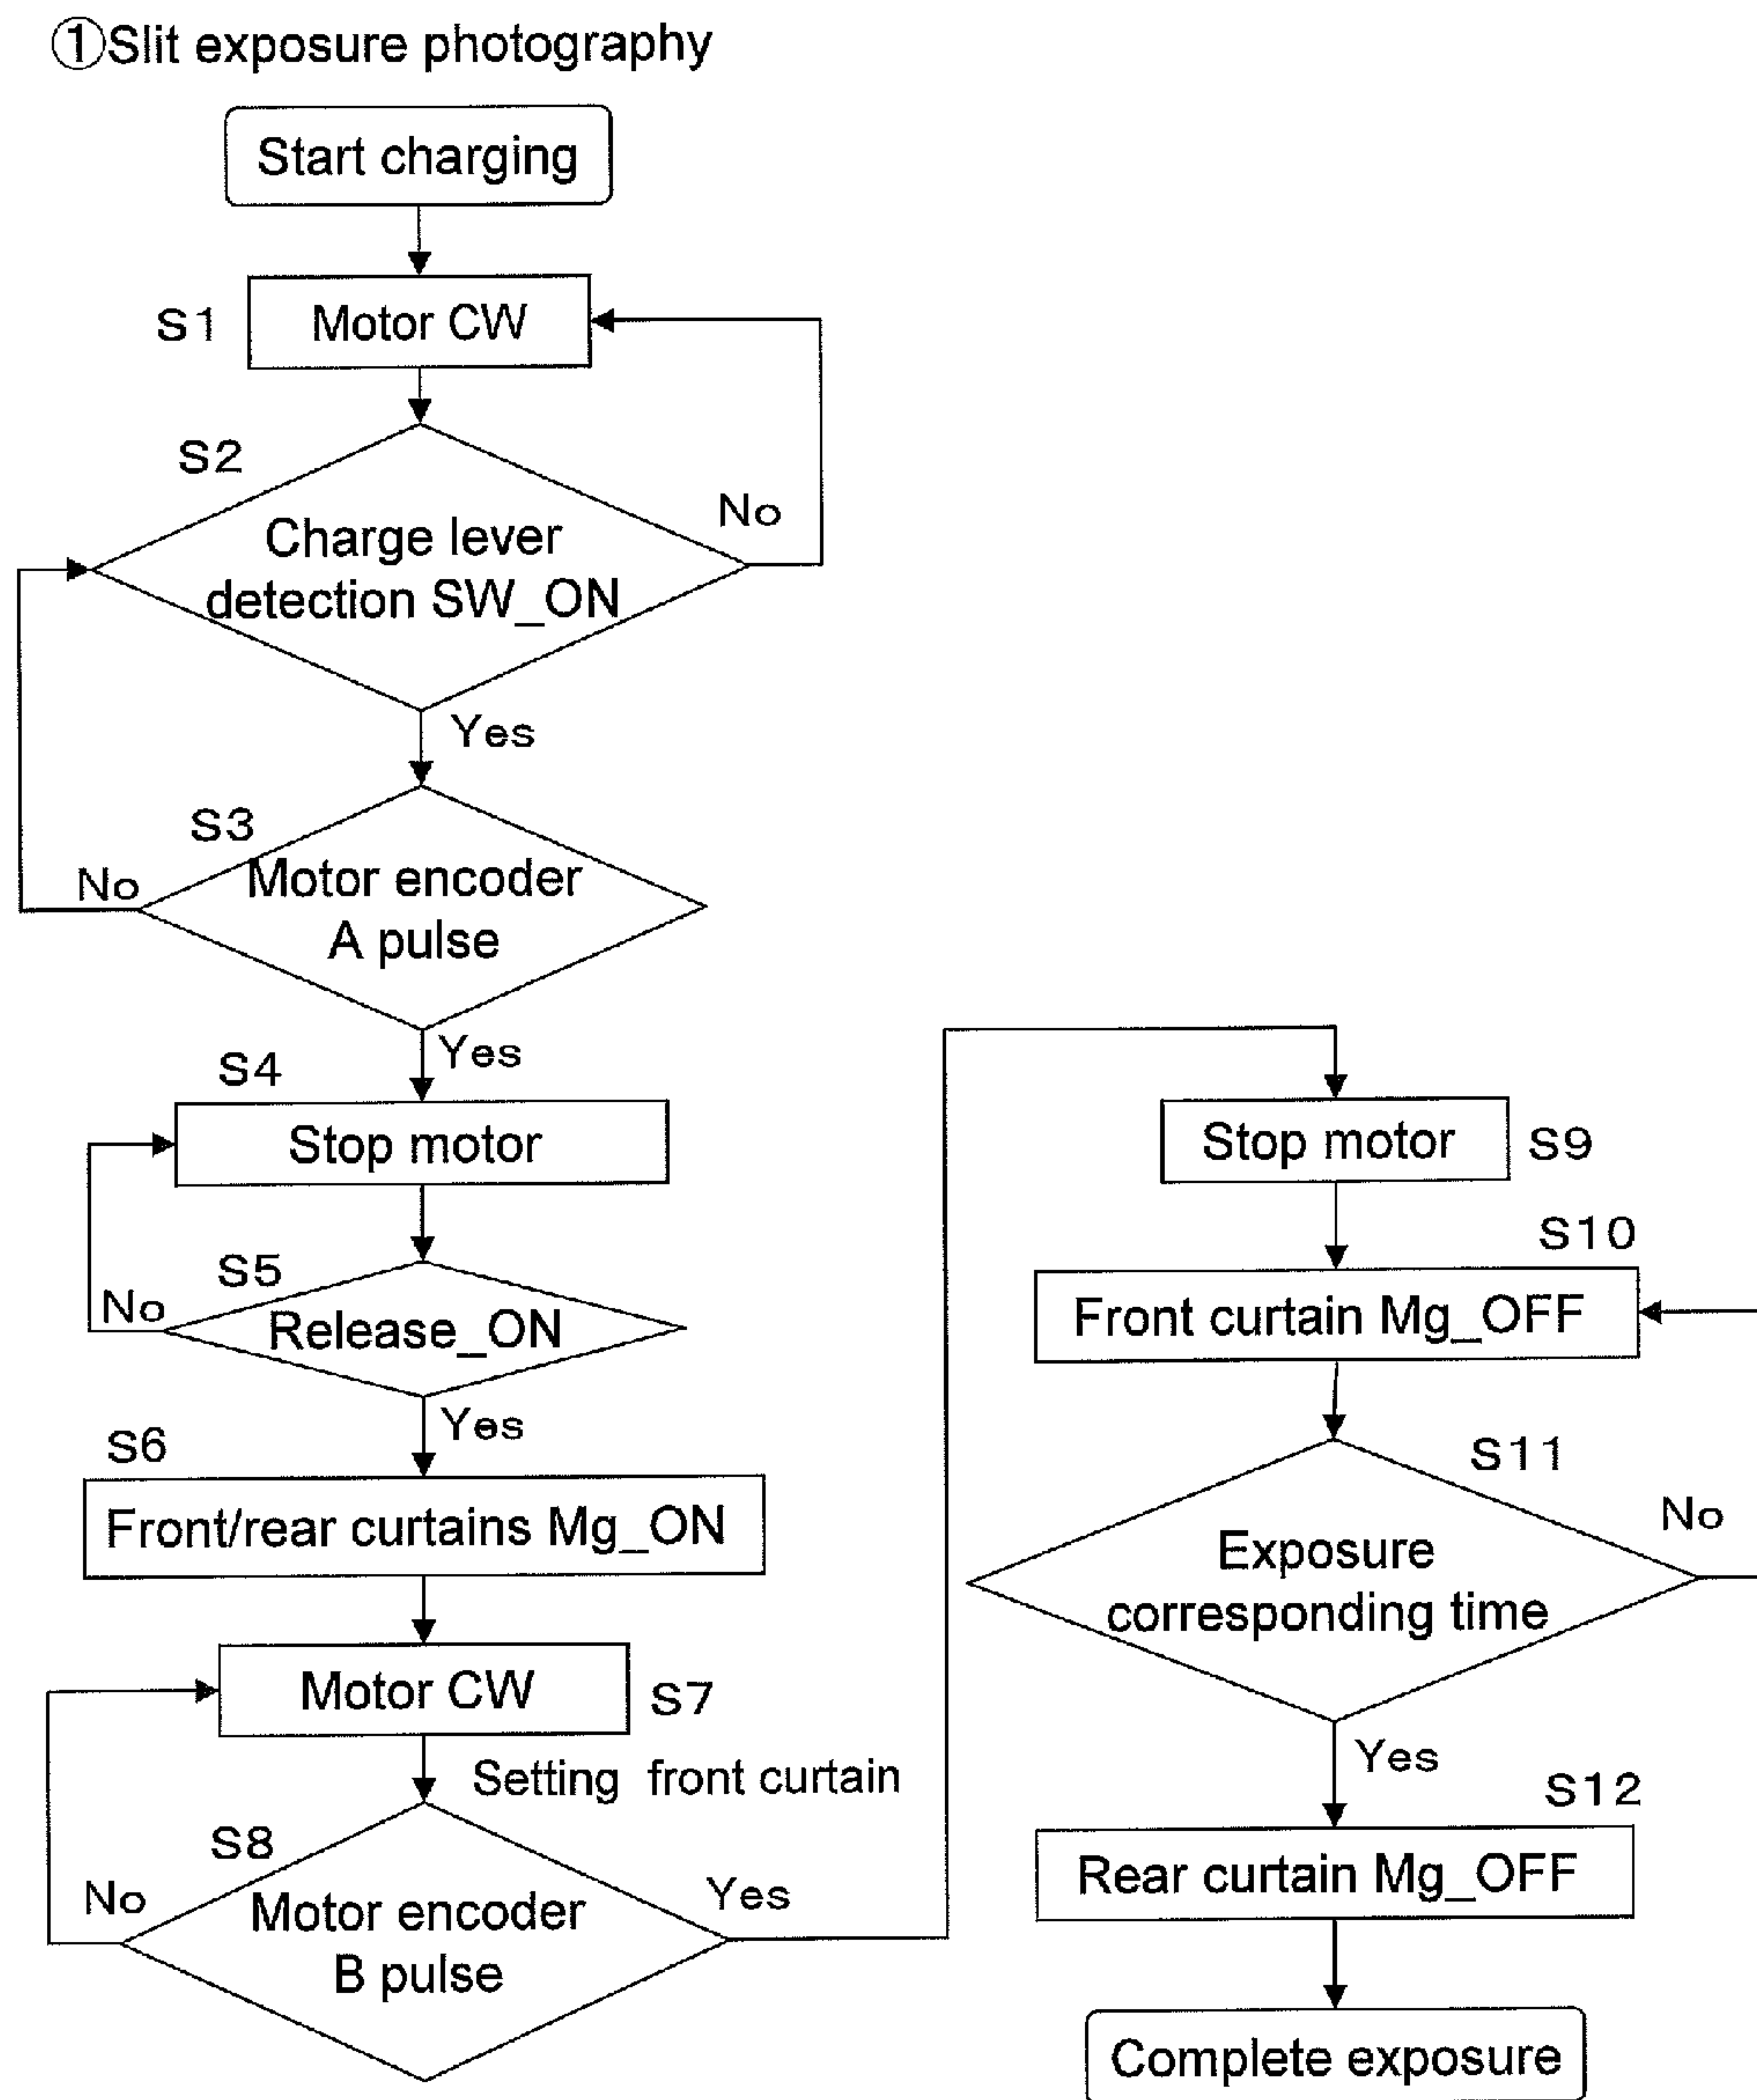 ①Slit exposure photography
Start charging
S1
Motor CW
S2
Charge lever
detection SW_ON
No
Yes
S3
Motor encoder
A pulse
No
Yes
S4
Stop motor
S5
Release_ON
No
Yes
S6
Front/rear curtains Mg_ON
Motor CW
S7
Setting front curtain
S8
Motor encoder
B pulse
No
Yes
Stop motor
S9
S10
Front curtain Mg_OFF
S11
Exposure
corresponding time
No
Yes
S12
Rear curtain Mg_OFF
Complete exposure